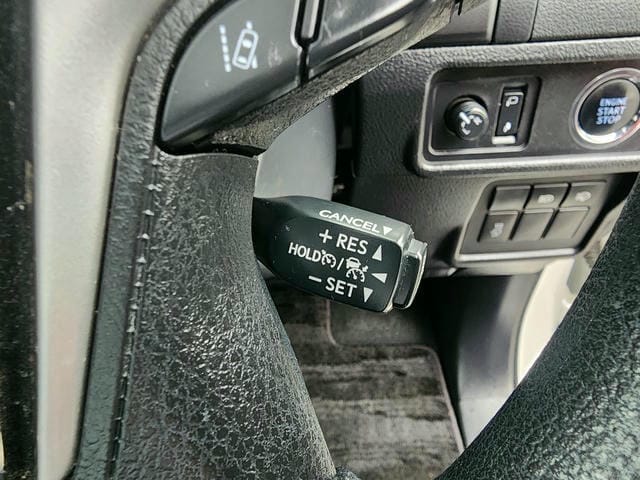 ENGINE
START
STOP
CANCEL▼
+ RES ▲
HOLD / ◀
− SET ▼